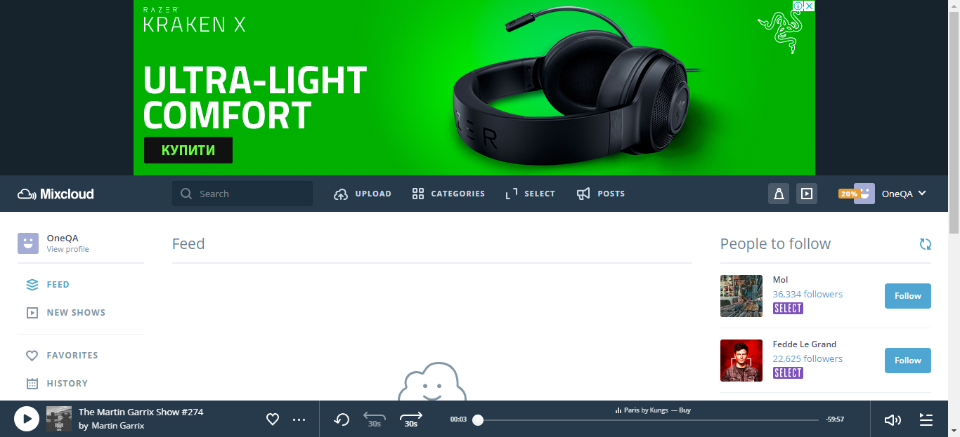 RAZER
KRAKEN X
ULTRA-LIGHT
COMFORT
КУПИТИ
Mixcloud
Search
UPLOAD
CATEGORIES
SELECT
POSTS
20%
OneQA
OneQA
View profile
FEED
NEW SHOWS
FAVORITES
HISTORY
Feed
People to follow
Mol
36,334 followers
SELECT
Follow
Fedde Le Grand
22,625 followers
SELECT
Follow
The Martin Garrix Show #274
by Martin Garrix
30s
30s
00:03
Paris by Kungs — Buy
-59:57